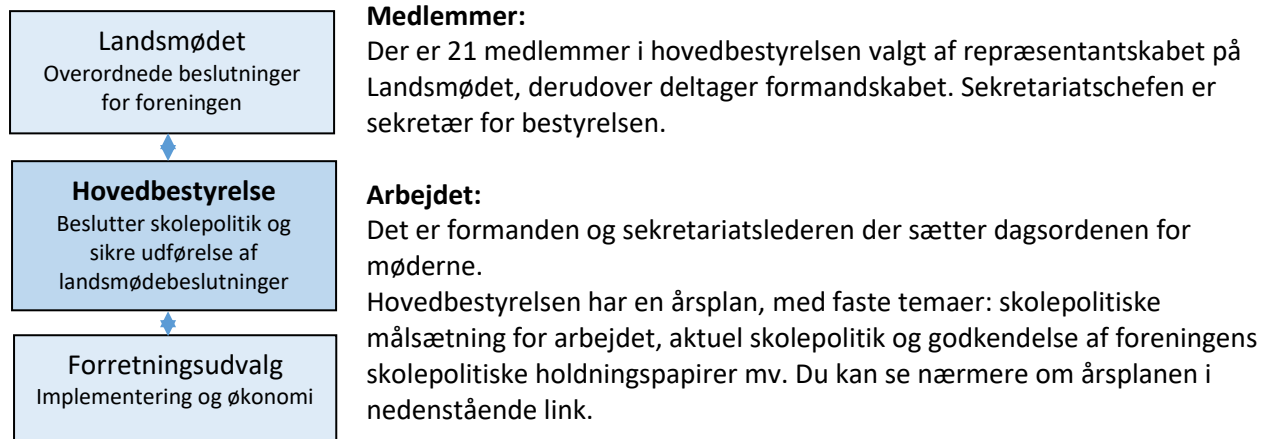 Landsmødet
Overordnede beslutninger
for foreningen
Hovedbestyrelse
Beslutter skolepolitik og
sikre udførelse af
landsmødebeslutninger
Forretningsudvalg
Implementering og økonomi
Medlemmer:
Der er 21 medlemmer i hovedbestyrelsen valgt af repræsentantskabet på
Landsmødet, derudover deltager formandskabet. Sekretariatschefen er
sekretær for bestyrelsen.
Arbejdet:
Det er formanden og sekretariatslederen der sætter dagsordenen for
møderne.
Hovedbestyrelsen har en årsplan, med faste temaer: skolepolitiske
målsætning for arbejdet, aktuel skolepolitik og godkendelse af foreningens
skolepolitiske holdningspapirer mv. Du kan se nærmere om årsplanen i
nedenstående link.